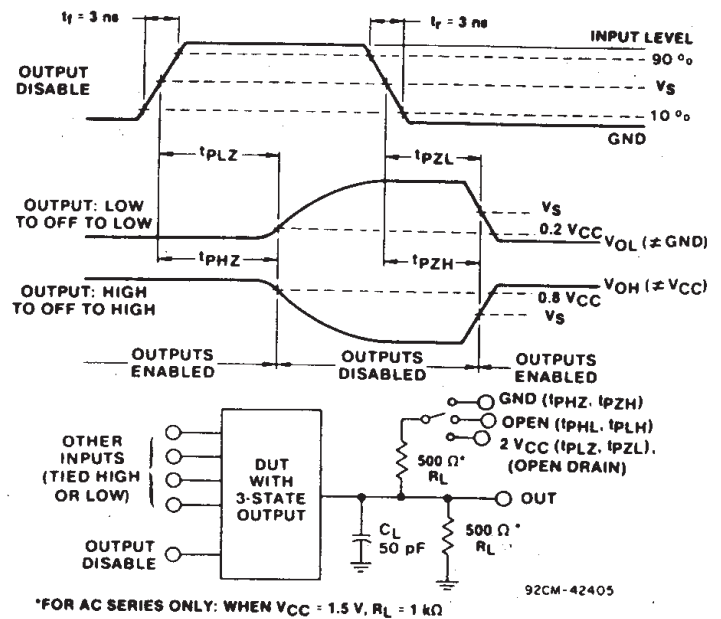 tf = 3 ns
tr = 3 ns
INPUT LEVEL
90 %
OUTPUT
DISABLE
VS
10 %
GND
tPLZ
tPZL
OUTPUT: LOW
TO OFF TO LOW
VS
0.2 VCC
VOL (≠ GND)
tPHZ
tPZH
OUTPUT: HIGH
TO OFF TO HIGH
VOH (≠ VCC)
0.8 VCC
VS
OUTPUTS
ENABLED
OUTPUTS
DISABLED
OUTPUTS
ENABLED
GND (tPHZ, tPZH)
OPEN (tPHL, tPLH)
2 VCC (tPLZ, tPZL),
(OPEN DRAIN)
OTHER
INPUTS
(TIED HIGH
OR LOW)
DUT
WITH
3-STATE
OUTPUT
500 Ω*
RL
OUT
OUTPUT
DISABLE
CL
50 pF
500 Ω*
RL
92CM-42405
*FOR AC SERIES ONLY: WHEN VCC = 1.5 V, RL = 1 kΩ